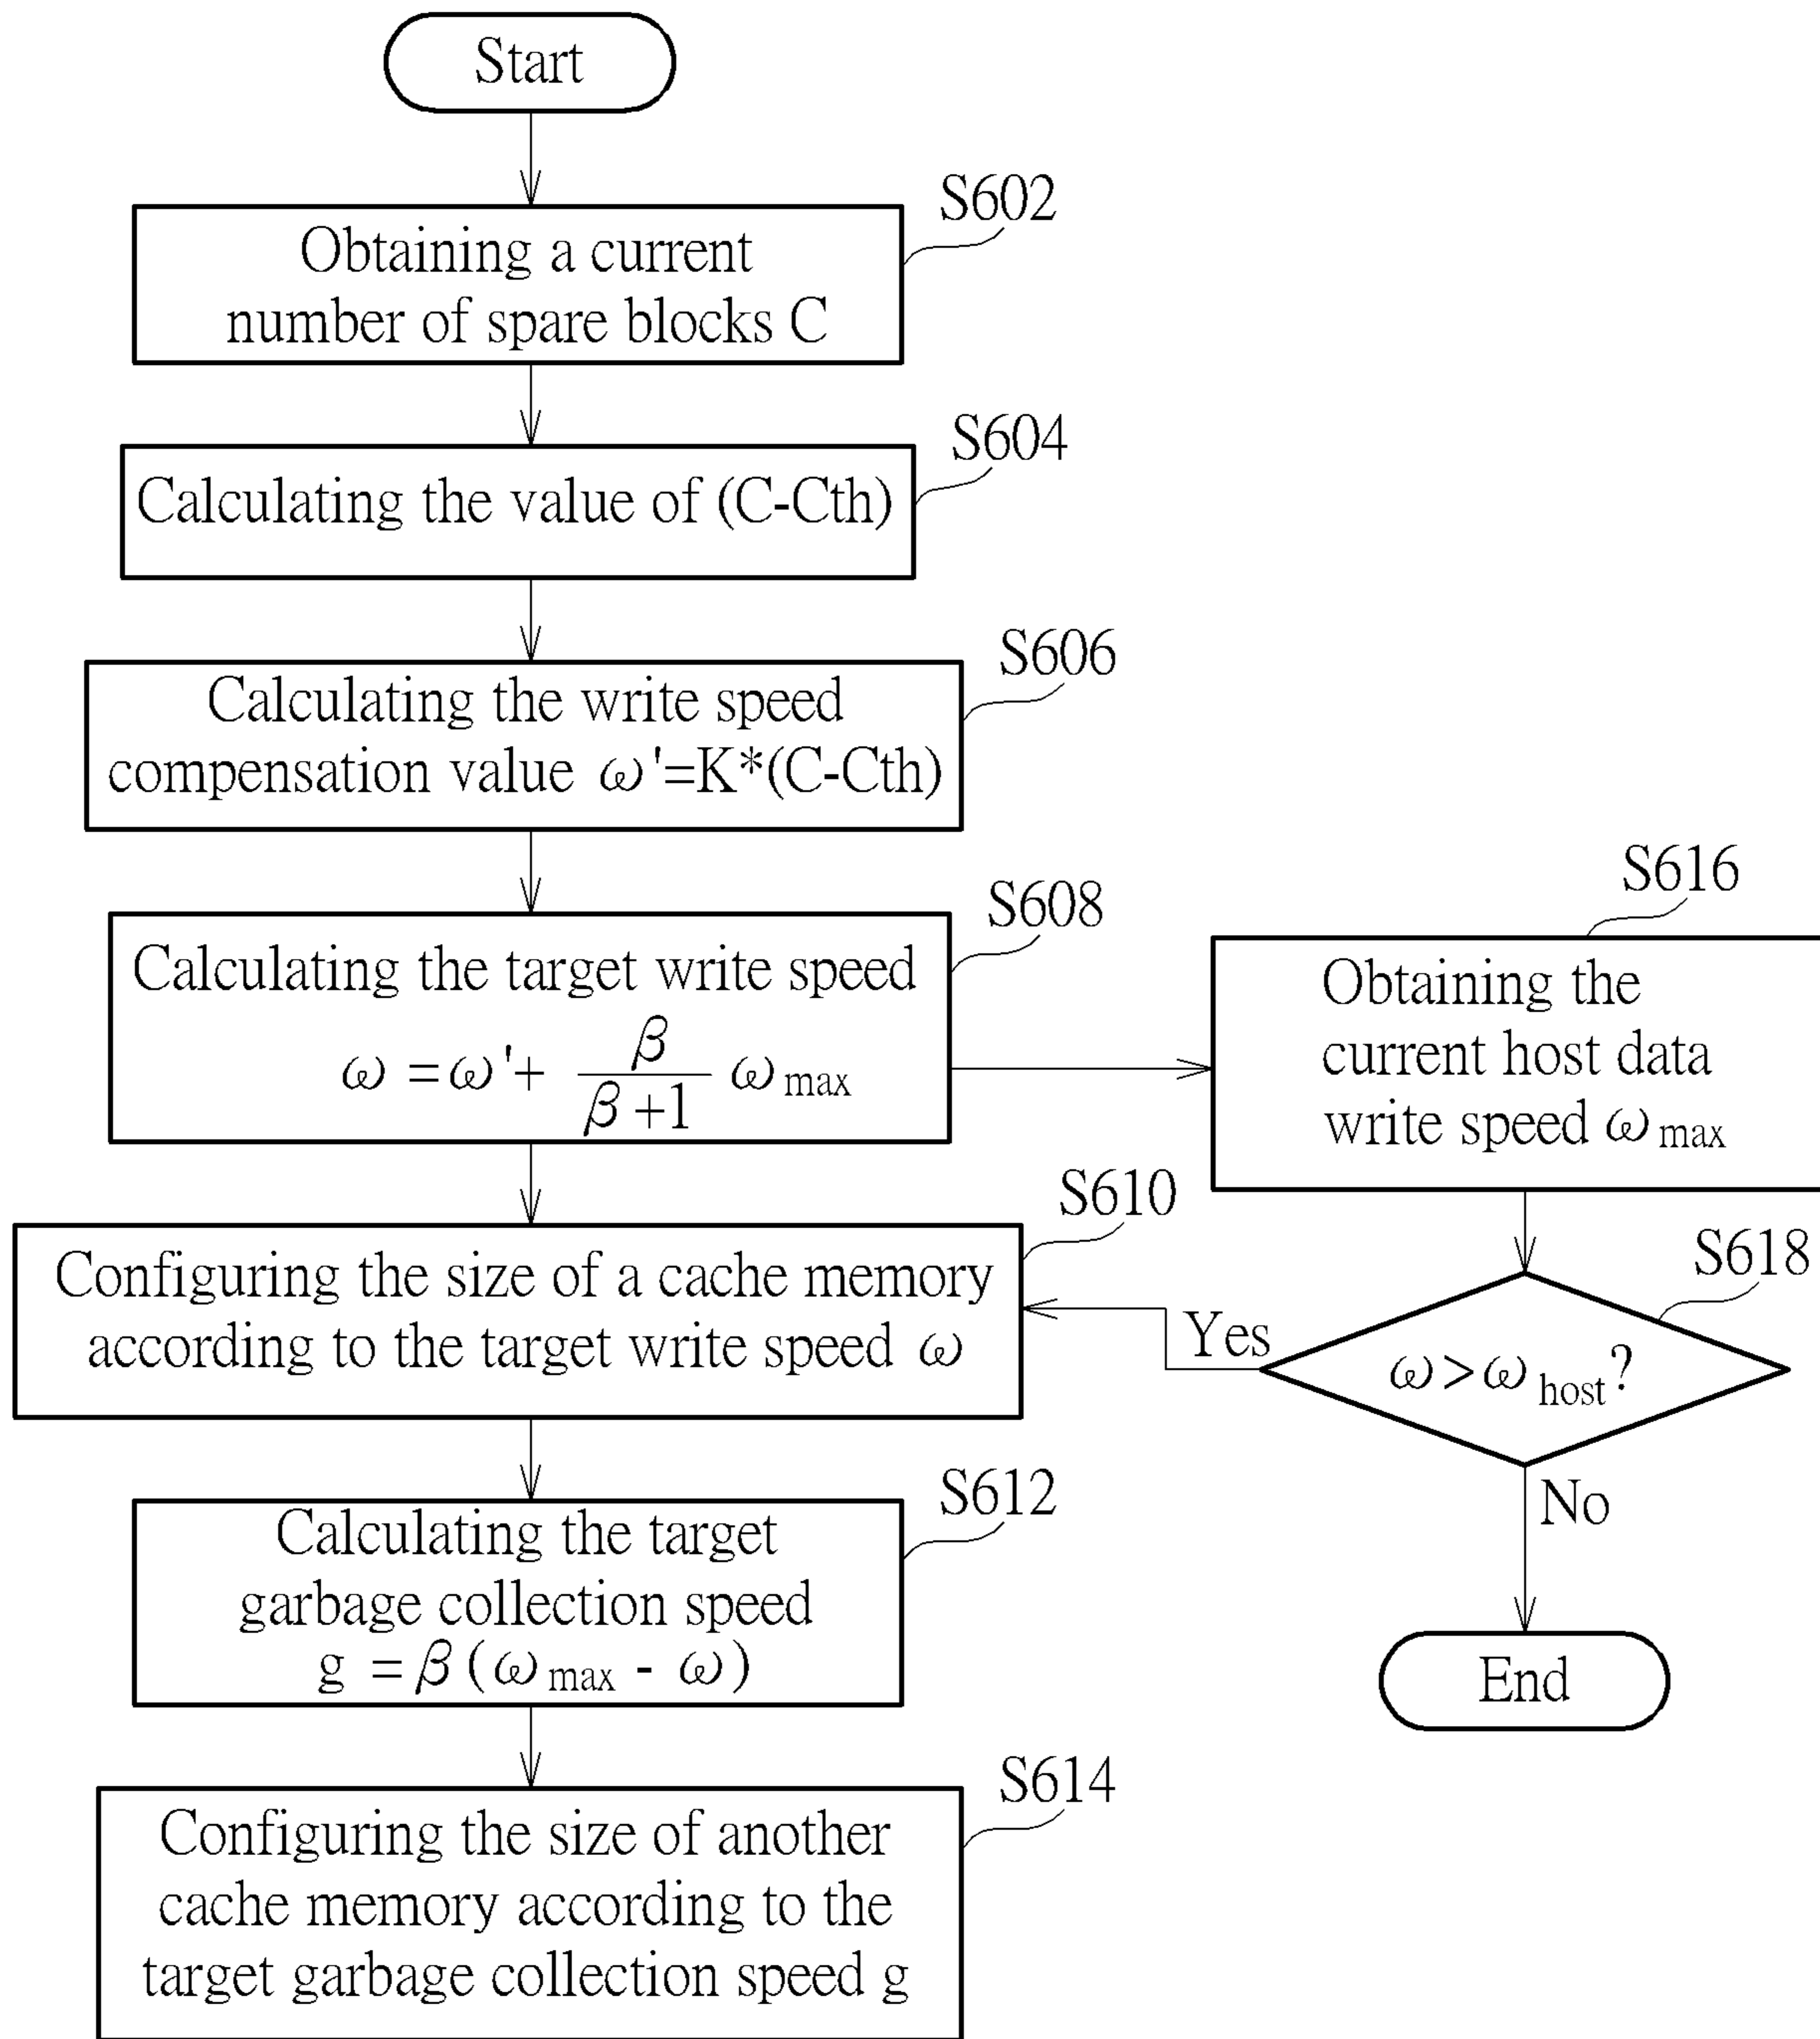 Start
S602
Obtaining a current
number of spare blocks C
S604
Calculating the value of (C-Cth)
S606
Calculating the write speed
compensation value ω'=K*(C-Cth)
S608
Calculating the target write speed
ω = ω' + β/(β+1) ω max
S616
Obtaining the
current host data
write speed ω max
S610
Configuring the size of a cache memory
according to the target write speed ω
S618
ω > ω host ?
Yes
No
End
S612
Calculating the target
garbage collection speed
g = β (ω max - ω)
S614
Configuring the size of another
cache memory according to the
target garbage collection speed g